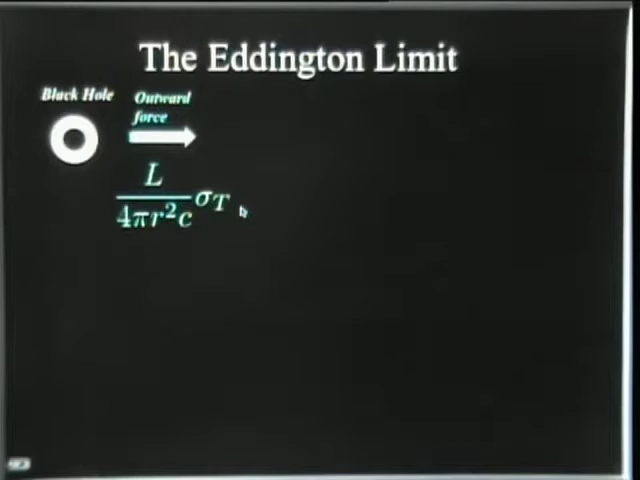 The Eddington Limit
Black Hole
Outward
force
L
4πr²c
σT